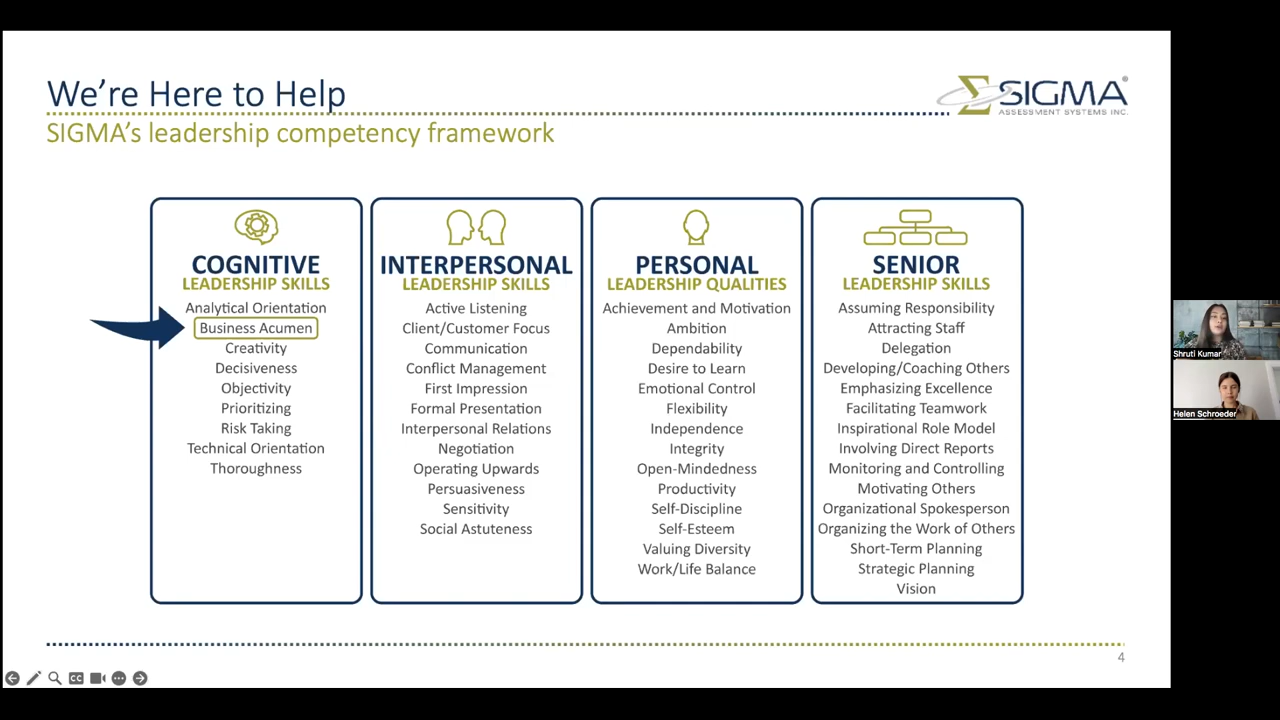 We're Here to Help
SIGMA's leadership competency framework
SIGMA®
ASSESSMENT SYSTEMS INC.
COGNITIVE
LEADERSHIP SKILLS
Analytical Orientation
Business Acumen
Creativity
Decisiveness
Objectivity
Prioritizing
Risk Taking
Technical Orientation
Thoroughness
INTERPERSONAL
LEADERSHIP SKILLS
Active Listening
Client/Customer Focus
Communication
Conflict Management
First Impression
Formal Presentation
Interpersonal Relations
Negotiation
Operating Upwards
Persuasiveness
Sensitivity
Social Astuteness
PERSONAL
LEADERSHIP QUALITIES
Achievement and Motivation
Ambition
Dependability
Desire to Learn
Emotional Control
Flexibility
Independence
Integrity
Open-Mindedness
Productivity
Self-Discipline
Self-Esteem
Valuing Diversity
Work/Life Balance
SENIOR
LEADERSHIP SKILLS
Assuming Responsibility
Attracting Staff
Delegation
Developing/Coaching Others
Emphasizing Excellence
Facilitating Teamwork
Inspirational Role Model
Involving Direct Reports
Monitoring and Controlling
Motivating Others
Organizational Spokesperson
Organizing the Work of Others
Short-Term Planning
Strategic Planning
Vision
4
CC
Shruti Kumar
Helen Schroeder